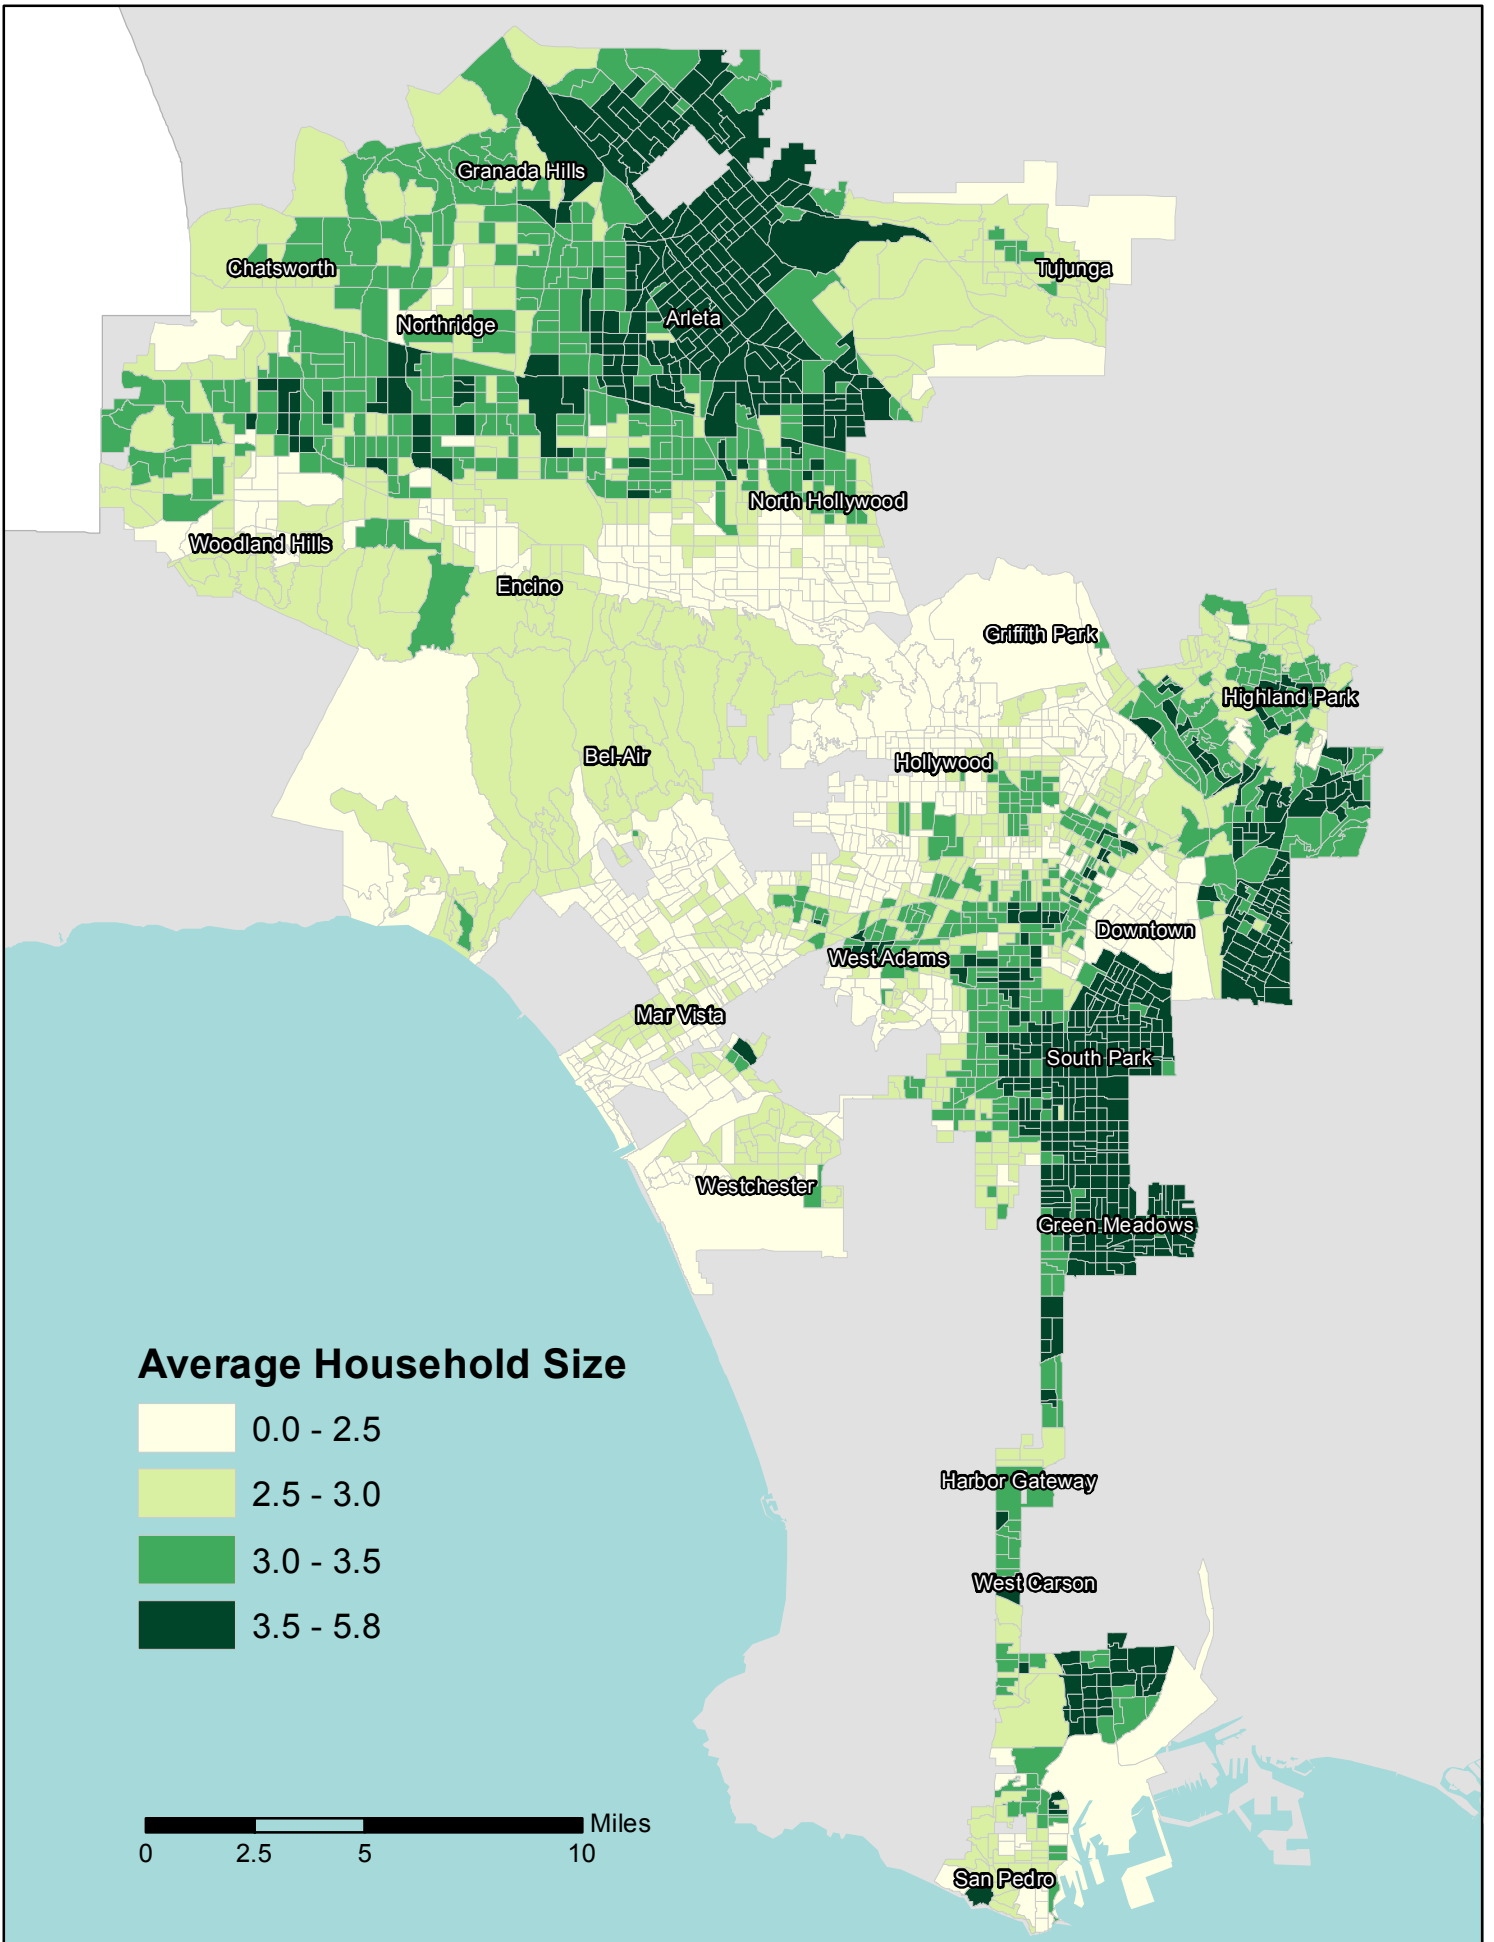 Granada Hills
Chatsworth
Tujunga
Northridge
Arleta
North Hollywood
Woodland Hills
Encino
Griffith Park
Highland Park
Bel-Air
Hollywood
Downtown
West Adams
Mar Vista
South Park
Westchester
Green Meadows
Average Household Size
0.0 - 2.5
2.5 - 3.0
3.0 - 3.5
3.5 - 5.8
Harbor Gateway
West Carson
Miles
0 2.5 5 10
San Pedro